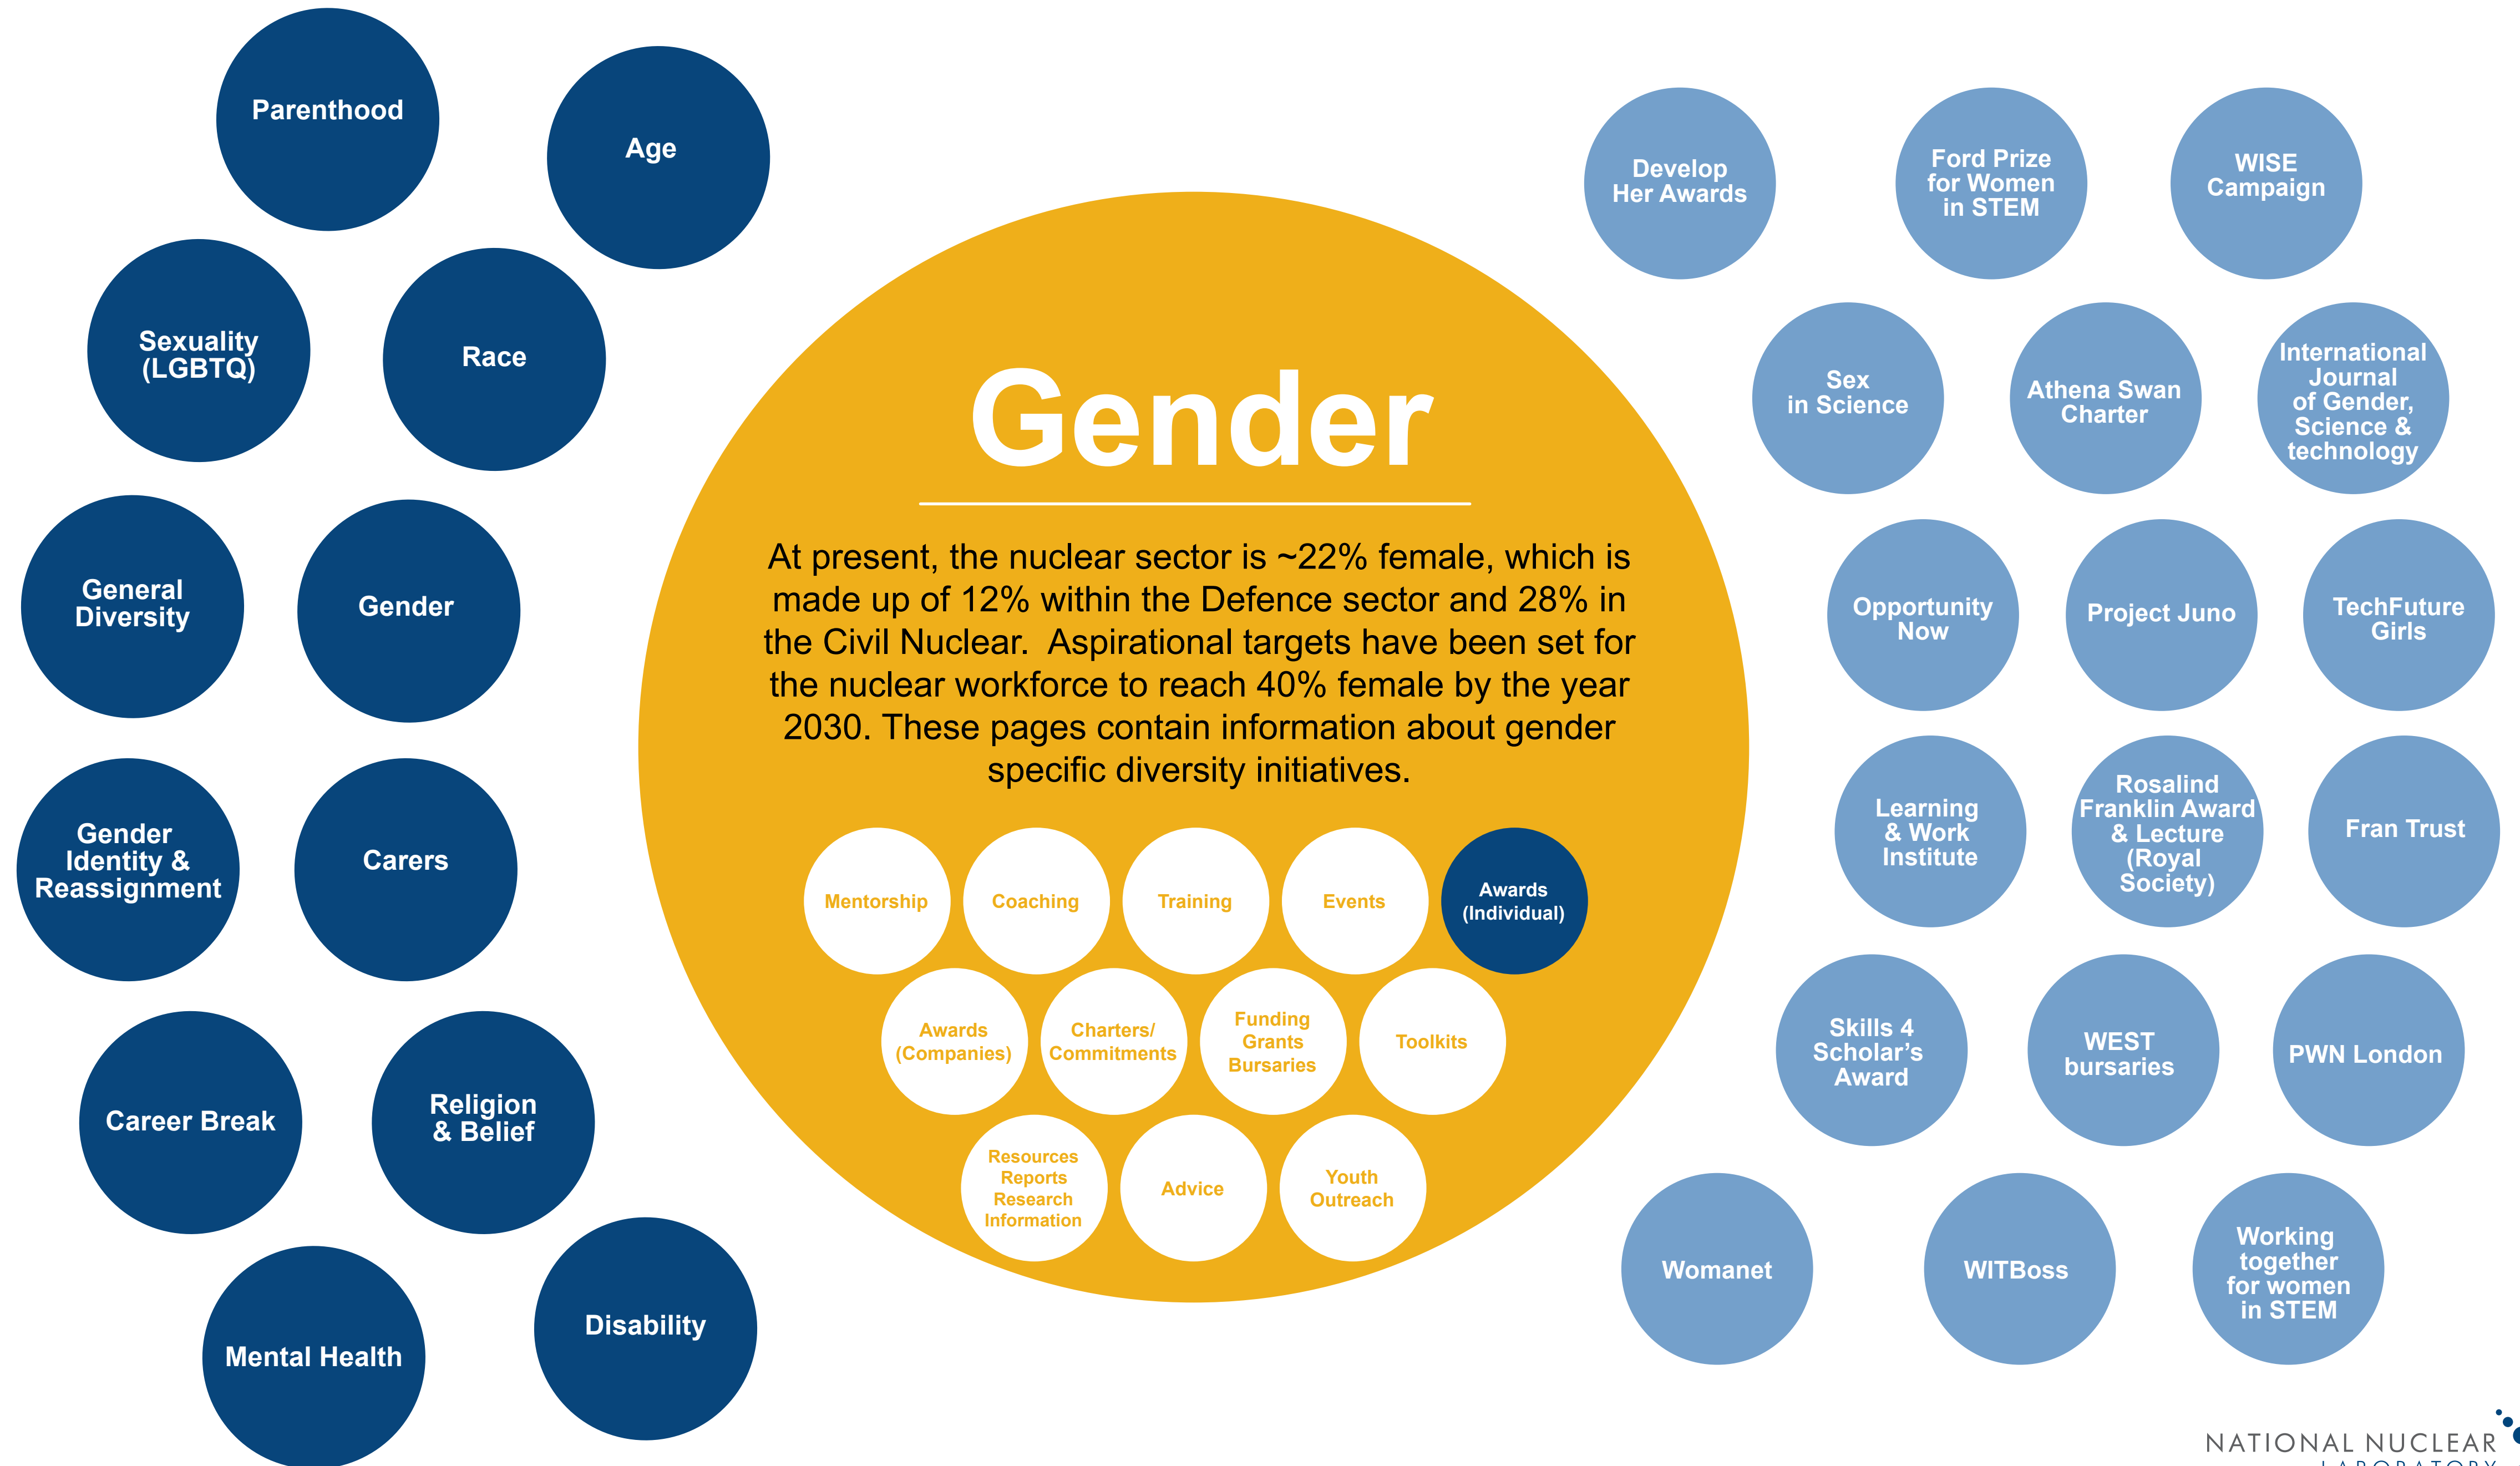 Parenthood
Age
Sexuality
(LGBTQ)
Race
General
Diversity
Gender
Gender
Identity &
Reassignment
Carers
Career Break
Religion
& Belief
Mental Health
Disability
Gender
At present, the nuclear sector is ~22% female, which is
made up of 12% within the Defence sector and 28% in
the Civil Nuclear.  Aspirational targets have been set for
the nuclear workforce to reach 40% female by the year
2030. These pages contain information about gender
specific diversity initiatives.
Mentorship
Coaching
Training
Events
Awards
(Individual)
Awards
(Companies)
Charters/
Commitments
Funding
Grants
Bursaries
Toolkits
Resources
Reports
Research
Information
Advice
Youth
Outreach
Develop
Her Awards
Ford Prize
for Women
in STEM
WISE
Campaign
Sex
in Science
Athena Swan
Charter
International
Journal
of Gender,
Science &
technology
Opportunity
Now
Project Juno
TechFuture
Girls
Learning
& Work
Institute
Rosalind
Franklin Award
& Lecture
(Royal
Society)
Fran Trust
Skills 4
Scholar’s
Award
WEST
bursaries
PWN London
Womanet
WITBoss
Working
together
for women
in STEM
NATIONAL NUCLEAR
LABORATORY